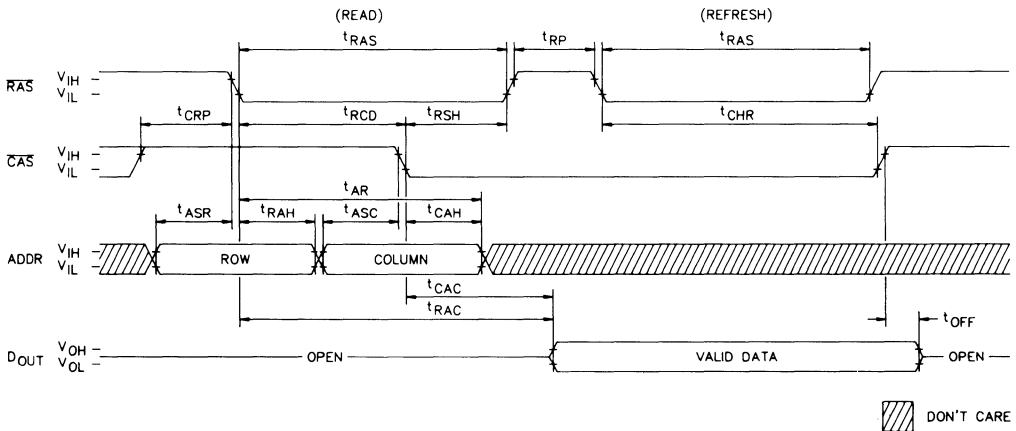 (READ) (REFRESH)
tRAS tRP tRAS
RAS VIH
VIL
tCRP tRCD tRSH tCHR
CAS VIH
VIL
tAR
tASR tRAH tASC tCAH
ADDR VIH
VIL
ROW COLUMN
tCAC
tRAC
tOFF
DOUT VOH
VOL
OPEN VALID DATA OPEN
DON'T CARE